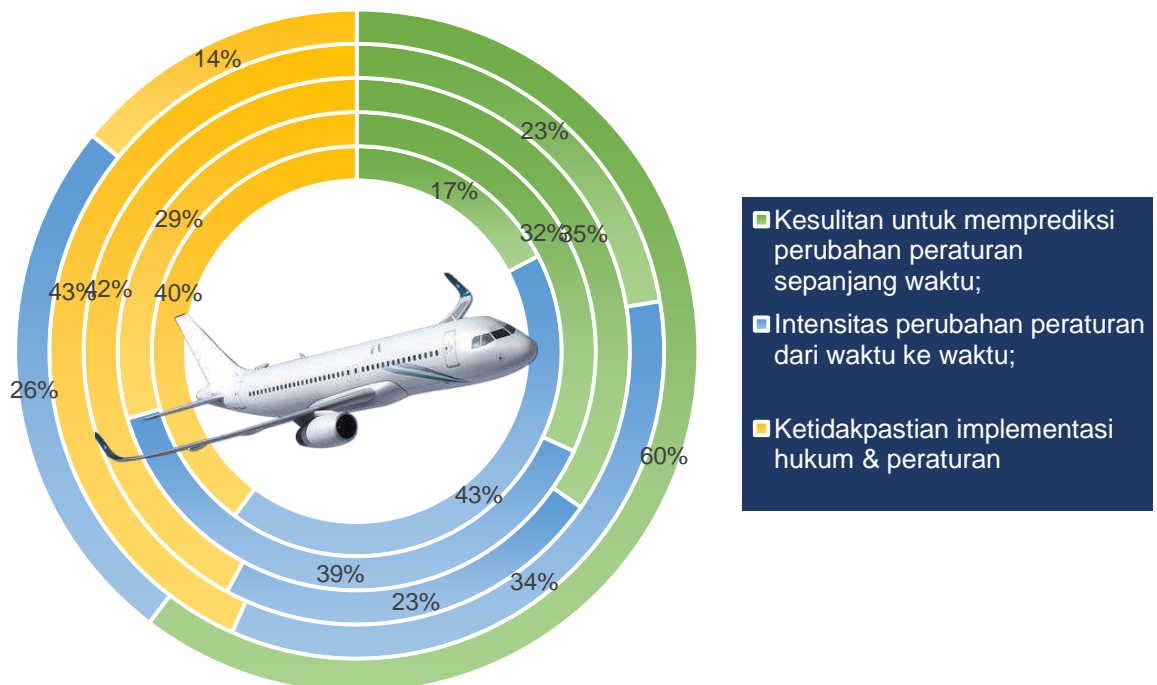 14%
23%
17%
29%
32%
35%
43%
42%
40%
26%
60%
43%
39%
34%
23%
Kesulitan untuk memprediksi
perubahan peraturan
sepanjang waktu;
Intensitas perubahan peraturan
dari waktu ke waktu;
Ketidakpastian implementasi
hukum & peraturan